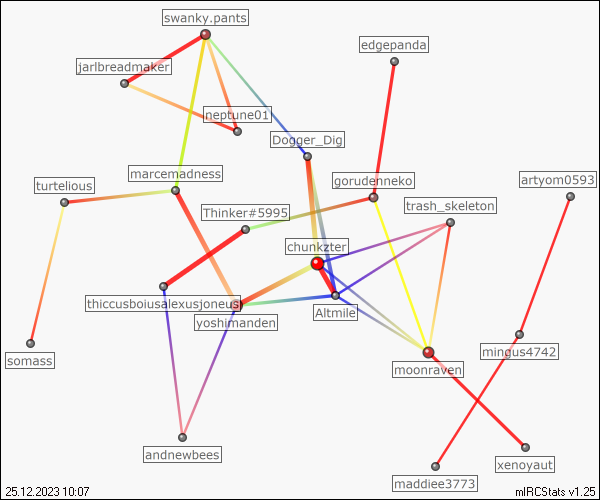 swanky.pants
edgepanda
jarlbreadmaker
neptune01
Dogger_Dig
marcemadness
gorudenneko
artyom0593
turtelious
trash_skeleton
Thinker#5995
chunkzter
thiccusboiusalexusjoneus
Altmile
yoshimanden
mingus4742
somass
moonraven
andnewbees
xenoyaut
maddiee3773
25.12.2023 10:07
mIRCStats v1.25